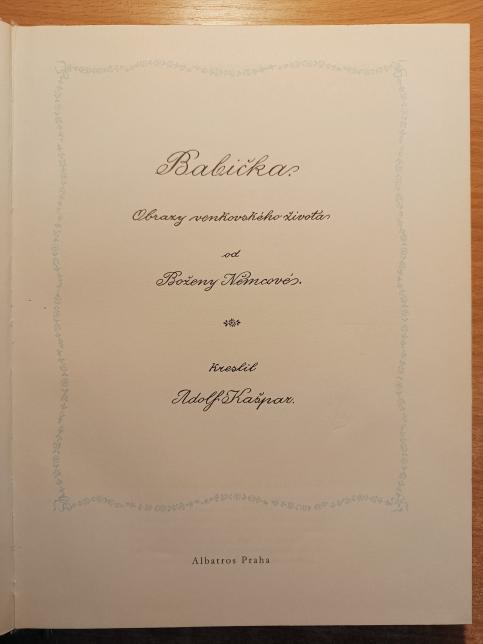 Babička.
Obrazy venkovského života
od
Boženy Němcové.
Kreslil
Adolf Kašpar.
Albatros Praha